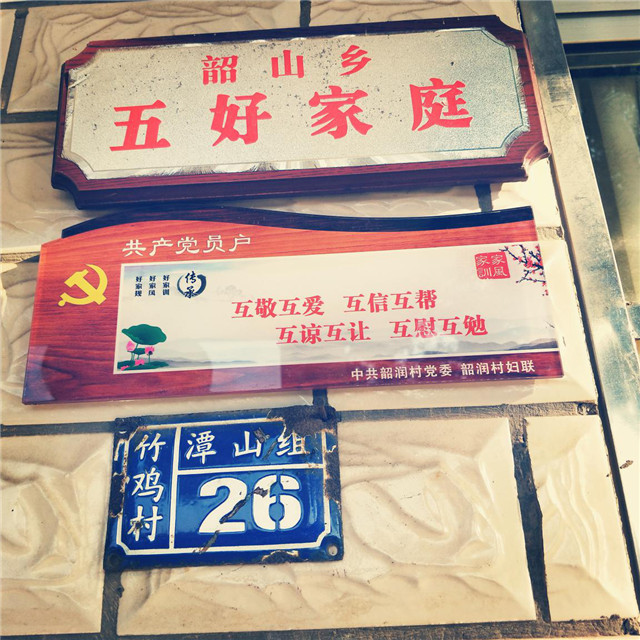 韶山乡
五好家庭
共产党员户
好家规 好家风 好家训
传承
家风
家训
互敬互爱 互信互帮
互谅互让 互慰互勉
中共韶润村党委 韶润村妇联
竹鸡村
潭山组
26